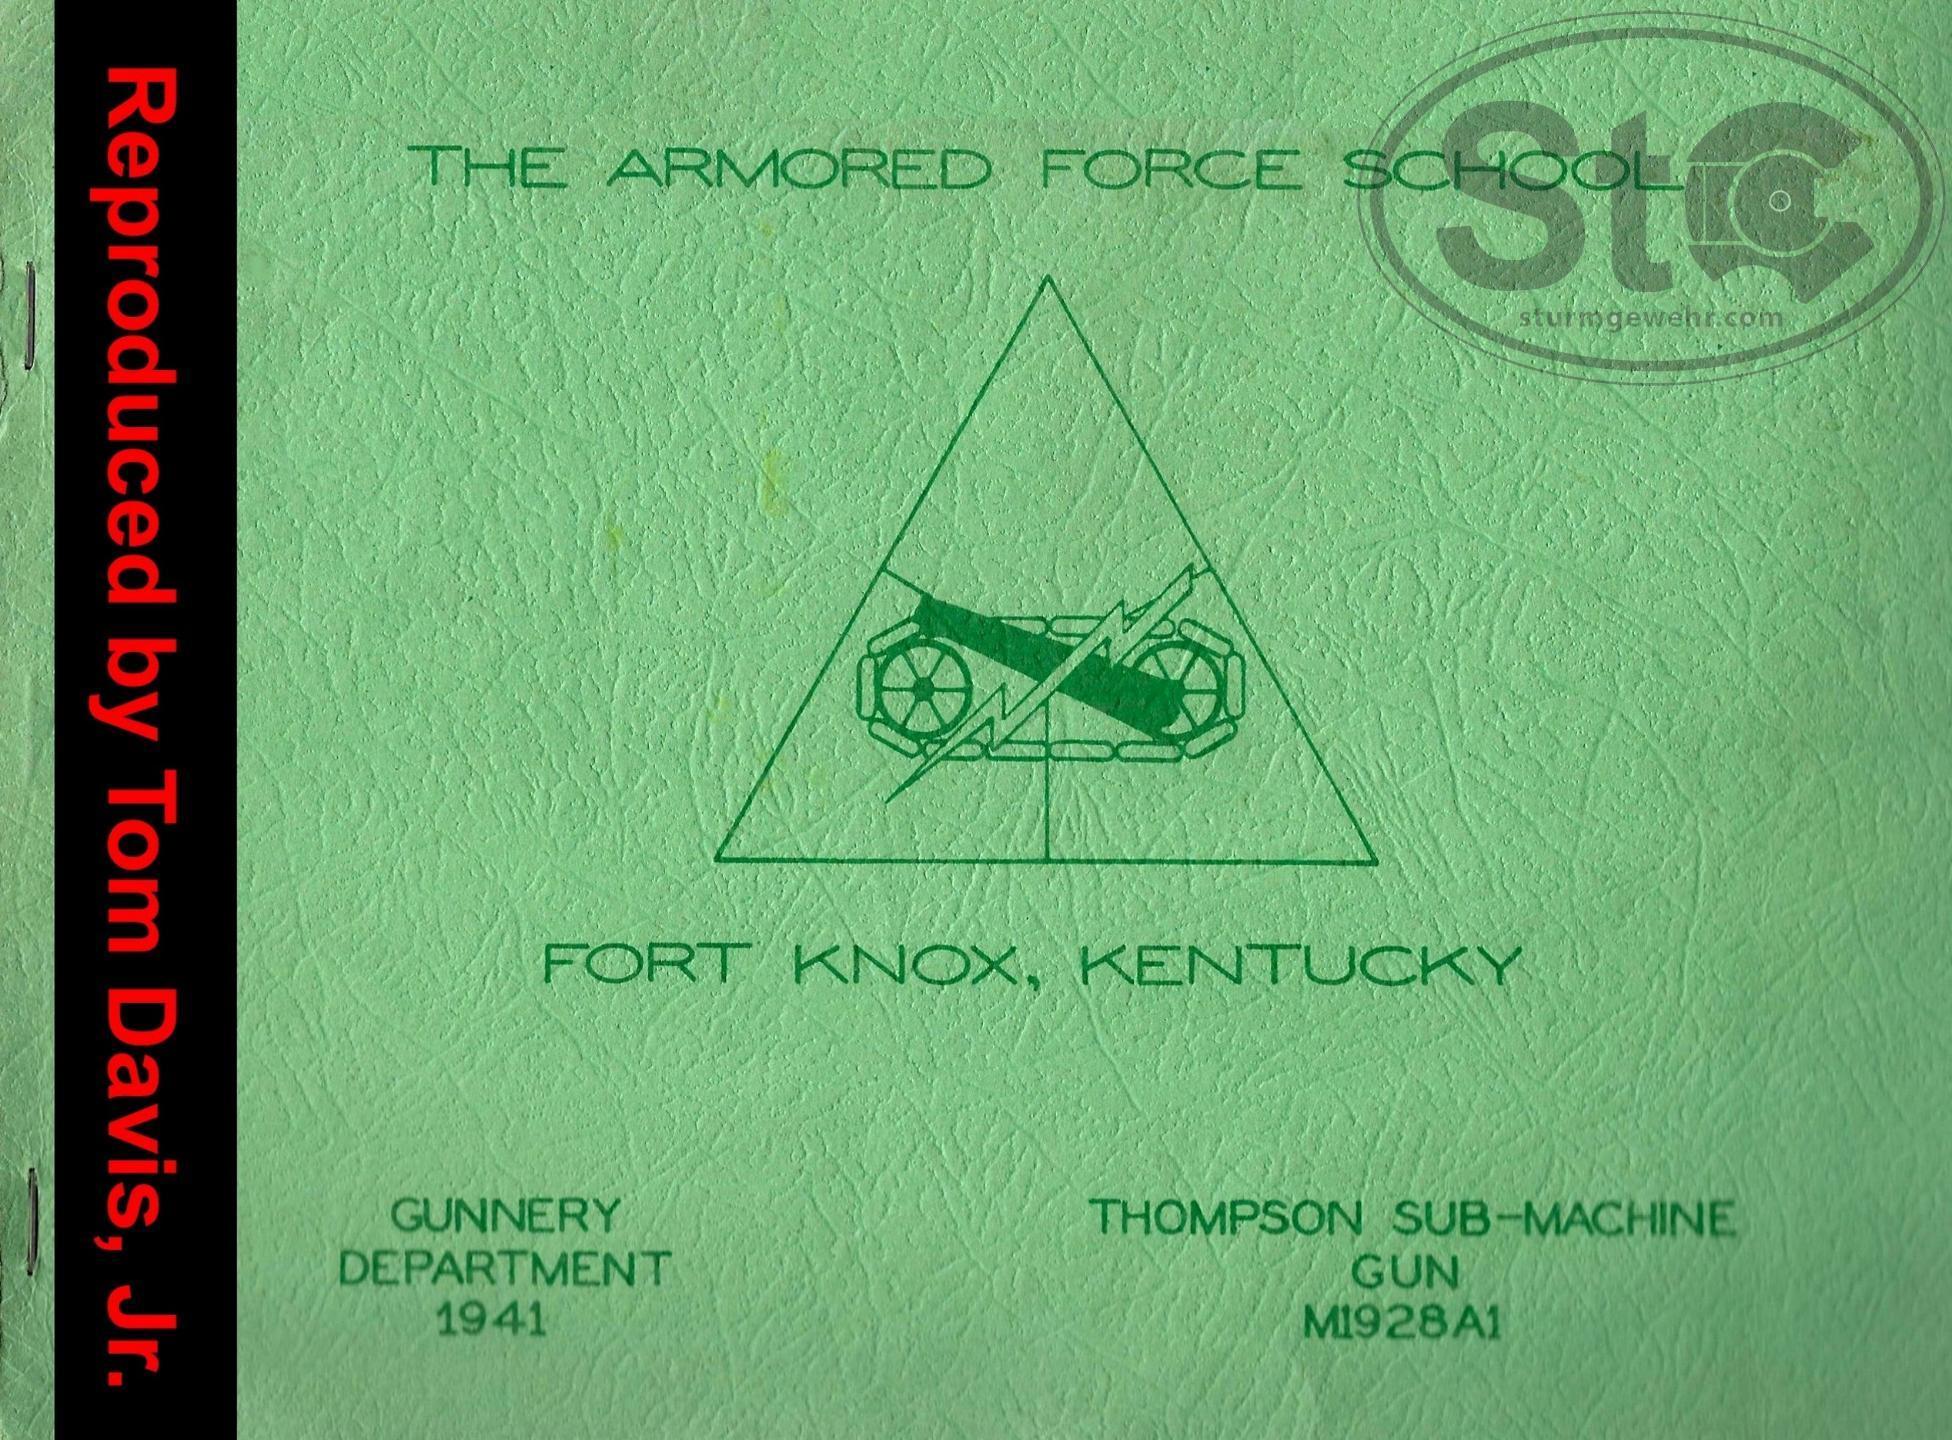 Reproduced by Tom Davis, Jr.
THE ARMORED FORCE SCHOOL
StG
sturmgewehr.com
FORT KNOX, KENTUCKY
GUNNERY
DEPARTMENT
1941
THOMPSON SUB-MACHINE
GUN
M1928A1